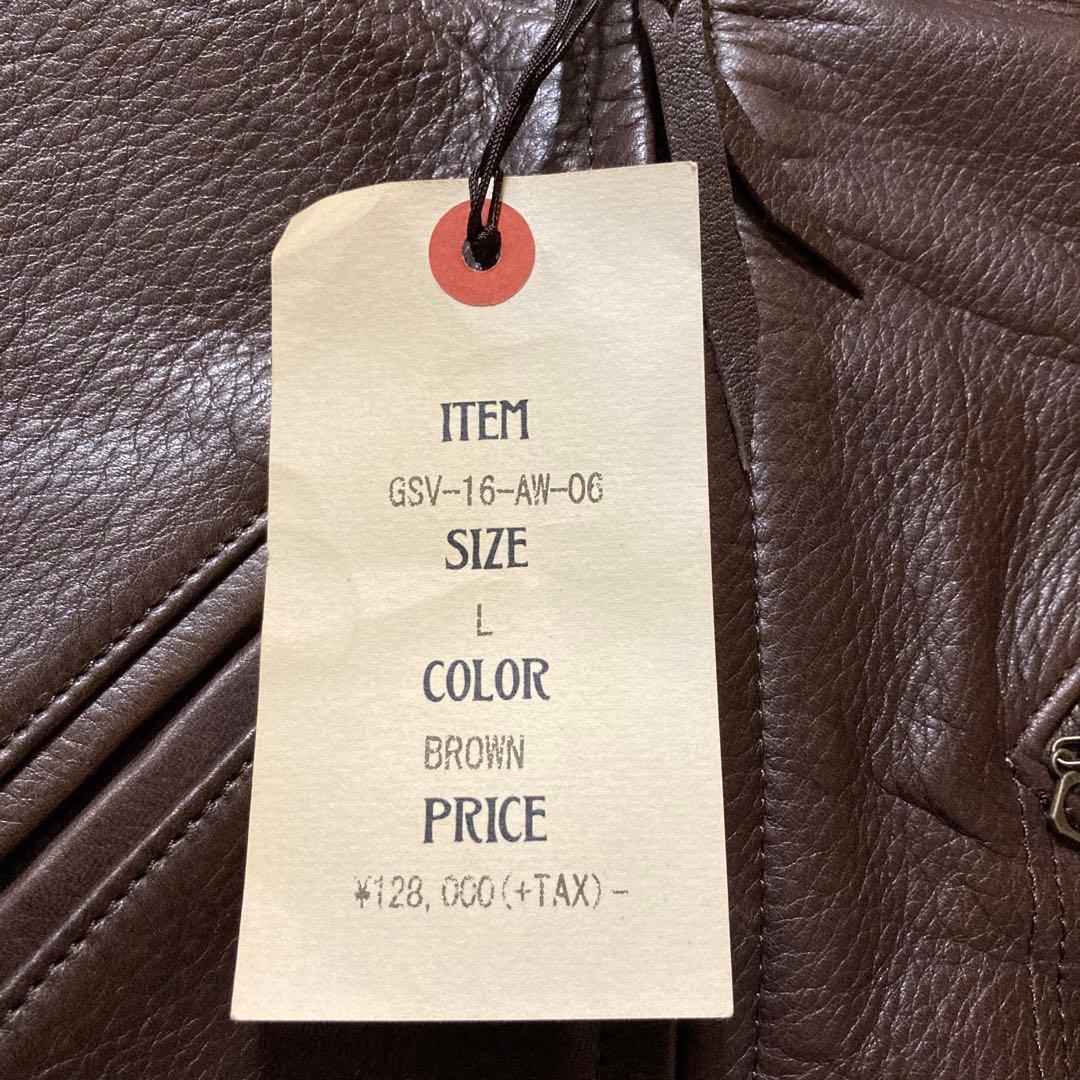 ITEM
GSV-16-AW-06
SIZE
L
COLOR
BROWN
PRICE
¥128,000(+TAX)-